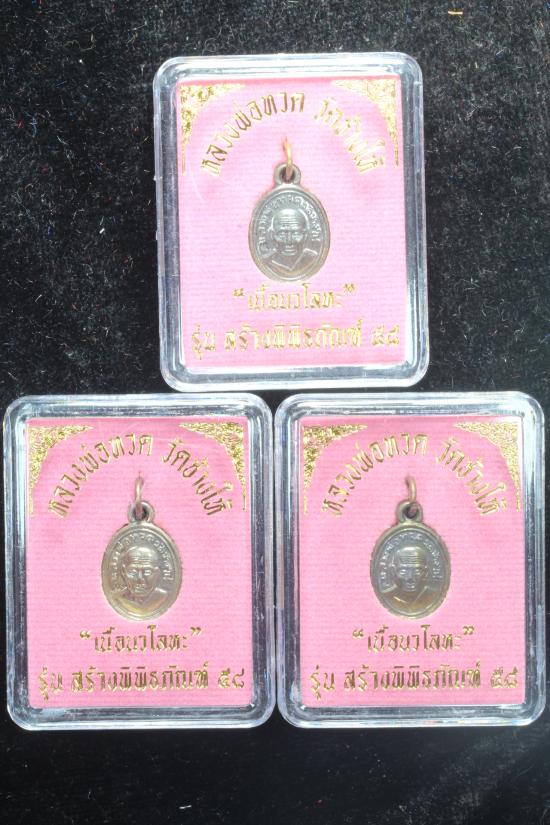 หลวงพ่อทวด วัดช้างให้
"เนื้อนวโลหะ"
รุ่น สร้างพิพิธภัณฑ์ ๕๘
หลวงพ่อทวด วัดช้างให้
"เนื้อนวโลหะ"
รุ่น สร้างพิพิธภัณฑ์ ๕๘
หลวงพ่อทวด วัดช้างให้
"เนื้อนวโลหะ"
รุ่น สร้างพิพิธภัณฑ์ ๕๘